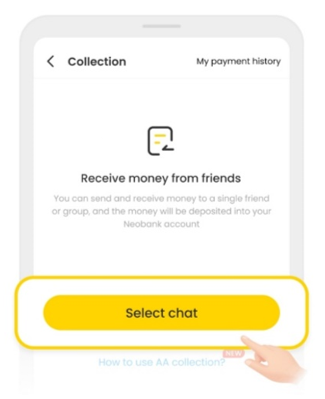 Collection
My payment history
Receive money from friends
You can send and receive money to a single friend
or group, and the money will be deposited into your
Neobank account
Select chat
How to use AA collection?
NEW